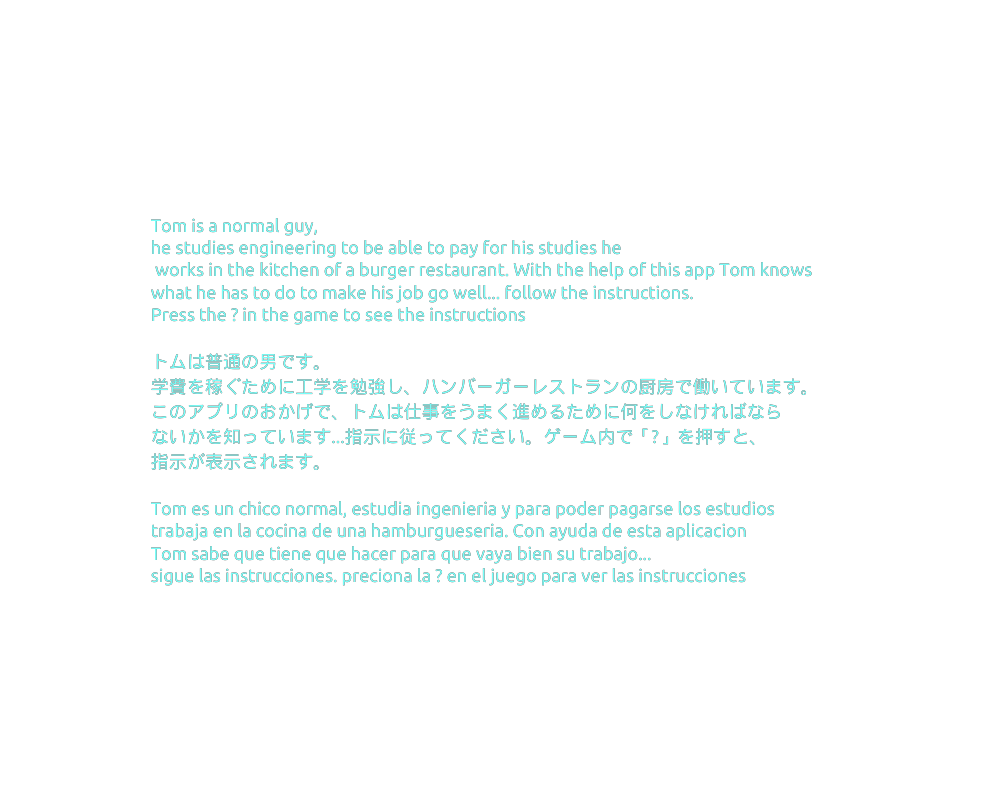 Tom is a normal guy,
he studies engineering to be able to pay for his studies he
works in the kitchen of a burger restaurant. With the help of this app Tom knows
what he has to do to make his job go well... follow the instructions.
Press the ? in the game to see the instructions
トムは普通の男です。
学費を稼ぐために工学を勉強し、ハンバーガーレストランの厨房で働いています。
このアプリのおかげで、トムは仕事をうまく進めるために何をしなければなら
ないかを知っています...指示に従ってください。ゲーム内で「?」を押すと、
指示が表示されます。
Tom es un chico normal, estudia ingenieria y para poder pagarse los estudios
trabaja en la cocina de una hamburgueseria. Con ayuda de esta aplicacion
Tom sabe que tiene que hacer para que vaya bien su trabajo...
sigue las instrucciones. preciona la ? en el juego para ver las instrucciones